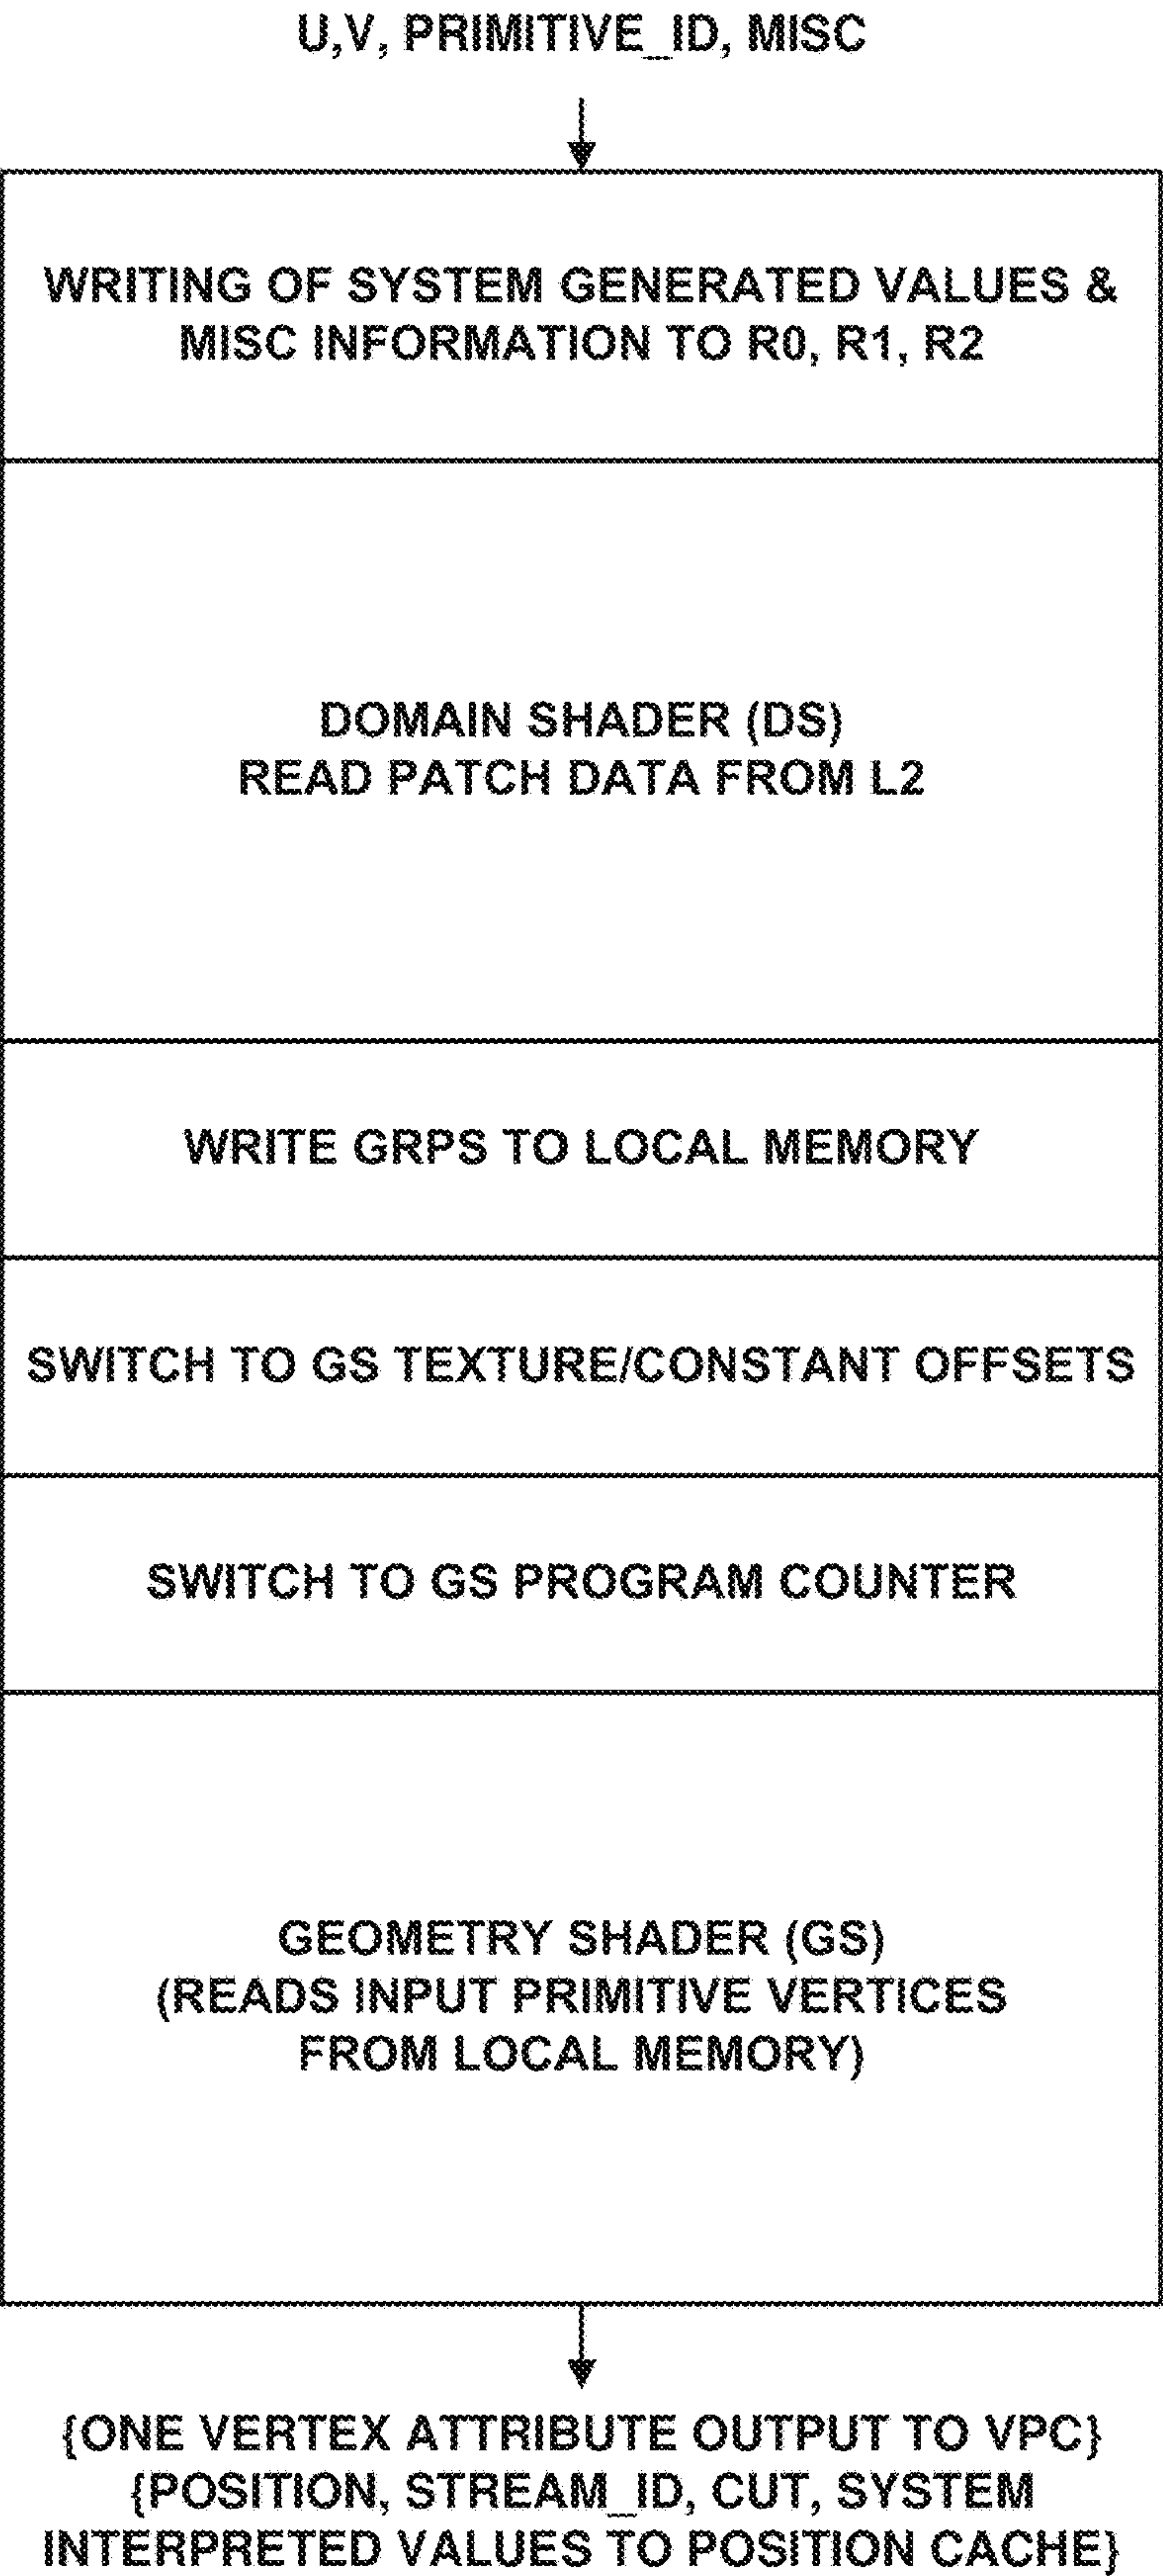 U,V, PRIMITIVE_ID, MISC
WRITING OF SYSTEM GENERATED VALUES &
MISC INFORMATION TO R0, R1, R2
DOMAIN SHADER (DS)
READ PATCH DATA FROM L2
WRITE GRPS TO LOCAL MEMORY
SWITCH TO GS TEXTURE/CONSTANT OFFSETS
SWITCH TO GS PROGRAM COUNTER
GEOMETRY SHADER (GS)
(READS INPUT PRIMITIVE VERTICES
FROM LOCAL MEMORY)
{ONE VERTEX ATTRIBUTE OUTPUT TO VPC}
{POSITION, STREAM_ID, CUT, SYSTEM
INTERPRETED VALUES TO POSITION CACHE}